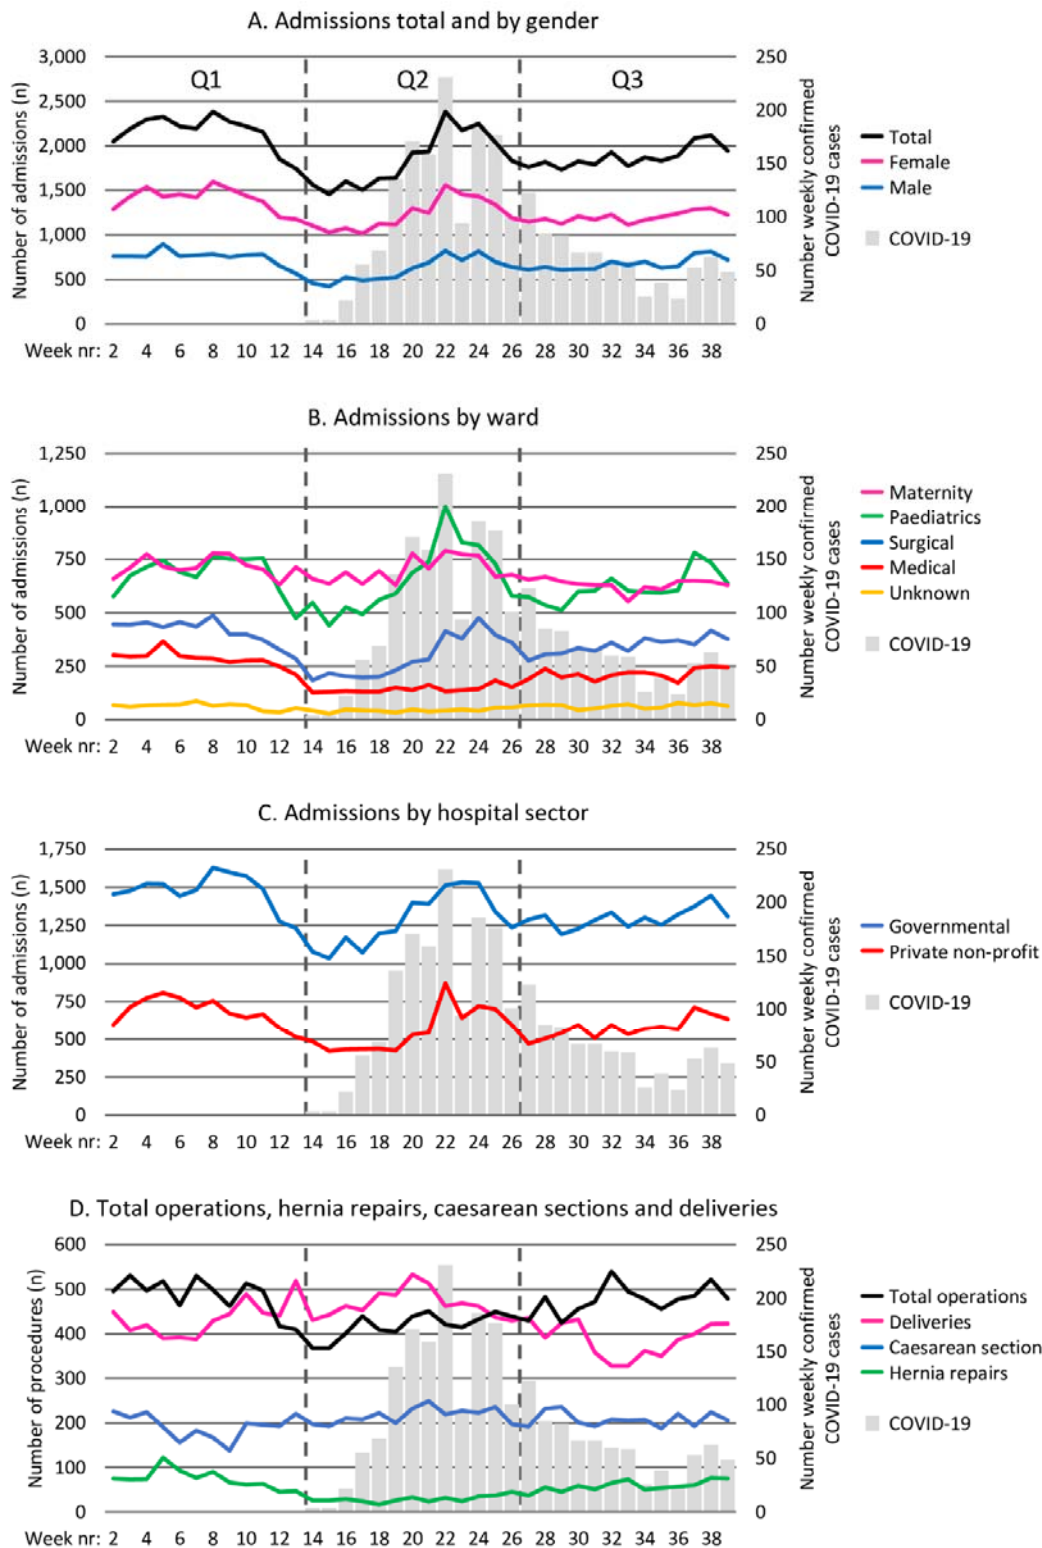 A. Admissions total and by gender
Number of admissions (n)
3,000
2,500
2,000
1,500
1,000
500
0
Q1
Q2
Q3
250
200
150
100
50
0
Number weekly confirmed
COVID-19 cases
Total
Female
Male
COVID-19
Week nr: 2 4 6 8 10 12 14 16 18 20 22 24 26 28 30 32 34 36 38
B. Admissions by ward
Number of admissions (n)
1,250
1,000
750
500
250
0
250
200
150
100
50
0
Number weekly confirmed
COVID-19 cases
Maternity
Paediatrics
Surgical
Medical
Unknown
COVID-19
Week nr: 2 4 6 8 10 12 14 16 18 20 22 24 26 28 30 32 34 36 38
C. Admissions by hospital sector
Number of admissions (n)
1,750
1,500
1,250
1,000
750
500
250
0
250
200
150
100
50
0
Number weekly confirmed
COVID-19 cases
Governmental
Private non-profit
COVID-19
Week nr: 2 4 6 8 10 12 14 16 18 20 22 24 26 28 30 32 34 36 38
D. Total operations, hernia repairs, caesarean sections and deliveries
Number of procedures (n)
600
500
400
300
200
100
0
250
200
150
100
50
0
Number weekly confirmed
COVID-19 cases
Total operations
Deliveries
Caesarean section
Hernia repairs
COVID-19
Week nr: 2 4 6 8 10 12 14 16 18 20 22 24 26 28 30 32 34 36 38